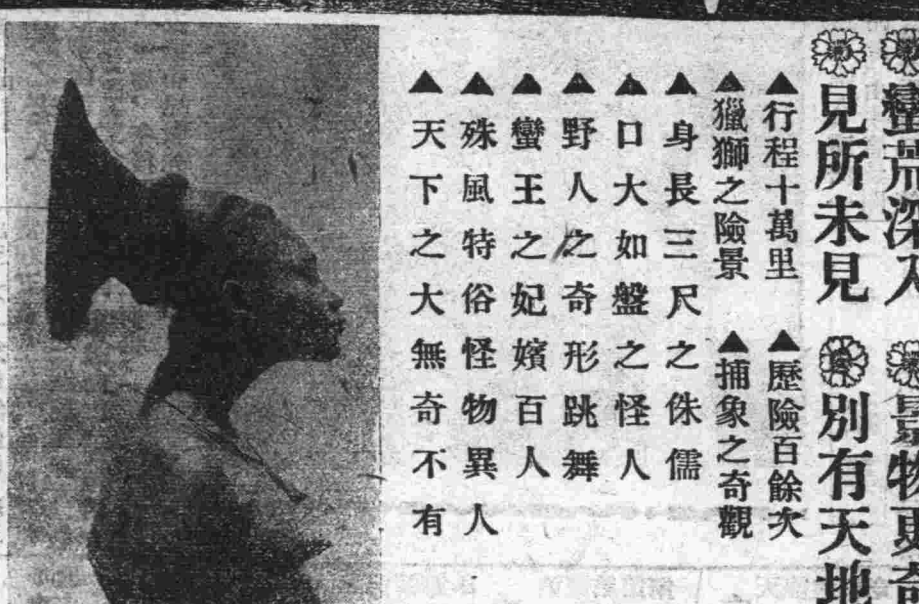 蠻荒深入 景物更奇
見所未見 別有天地
▲行程十萬里 ▲歷險百餘次
▲獵獅之險景 ▲捕象之奇觀
▲身長三尺之侏儒
▲口大如盤之怪人
▲野人之奇形跳舞
▲蠻王之妃嬪百人
▲殊風特俗怪物異人
▲天下之大無奇不有